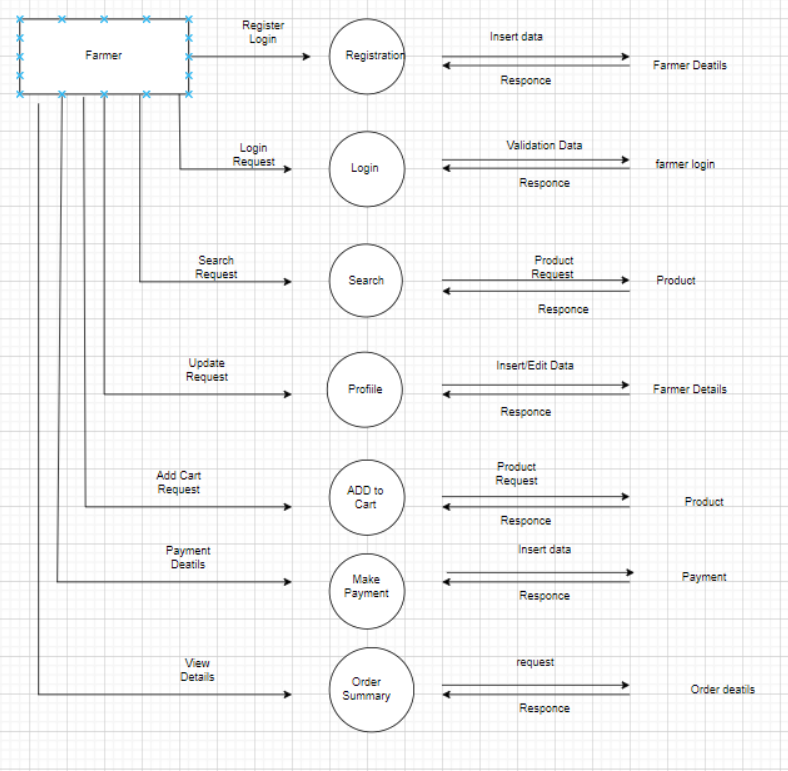 Farmer
Register
Login
Registration
Insert data
Responce
Farmer Deatils
Login
Request
Login
Validation Data
Responce
farmer login
Search
Request
Search
Product
Request
Responce
Product
Update
Request
Profiile
Insert/Edit Data
Responce
Farmer Details
Add Cart
Request
ADD to
Cart
Product
Request
Responce
Product
Payment
Deatils
Make
Payment
Insert data
Responce
Payment
View
Details
Order
Summary
request
Responce
Order deatils